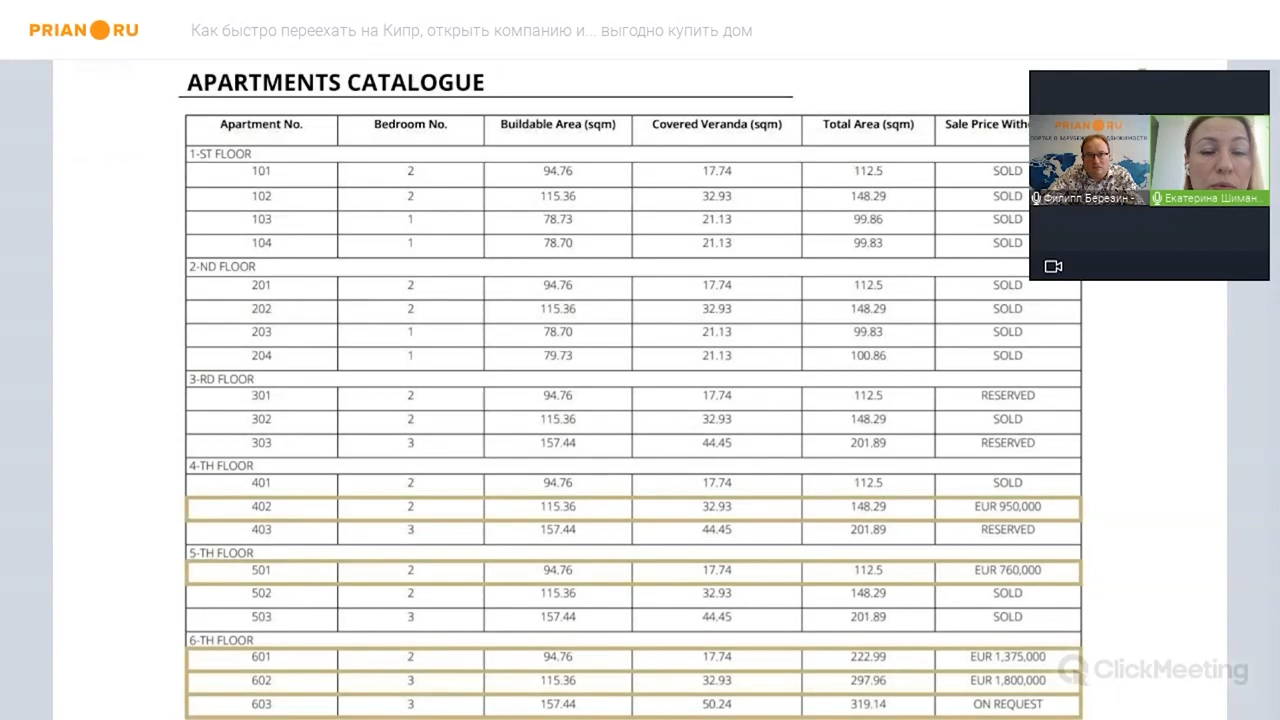 PRIAN RU
Как быстро переехать на Кипр, открыть компанию и... выгодно купить дом
APARTMENTS CATALOGUE
Apartment No. Bedroom No. Buildable Area (sqm) Covered Veranda (sqm) Total Area (sqm) Sale Price
1-ST FLOOR
101 2 94.76 17.74 112.5 SOLD
102 2 115.36 32.93 148.29 SOLD
103 1 78.73 21.13 99.86 SOLD
104 1 78.70 21.13 99.83 SOLD
2-ND FLOOR
201 2 94.76 17.74 112.5 SOLD
202 2 115.36 32.93 148.29 SOLD
203 1 78.70 21.13 99.83 SOLD
204 1 79.73 21.13 100.86 SOLD
3-RD FLOOR
301 2 94.76 17.74 112.5 RESERVED
302 2 115.36 32.93 148.29 SOLD
303 3 157.44 44.45 201.89 RESERVED
4-TH FLOOR
401 2 94.76 17.74 112.5 SOLD
402 2 115.36 32.93 148.29 EUR 950,000
403 3 157.44 44.45 201.89 RESERVED
5-TH FLOOR
501 2 94.76 17.74 112.5 EUR 760,000
502 2 115.36 32.93 148.29 SOLD
503 3 157.44 44.45 201.89 SOLD
6-TH FLOOR
601 2 94.76 17.74 222.99 EUR 1,375,000
602 3 115.36 32.93 297.96 EUR 1,800,000
603 3 157.44 50.24 319.14 ON REQUEST
PRIAN RU
Филипп Березин -
Екатерина Шиман...
ClickMeeting